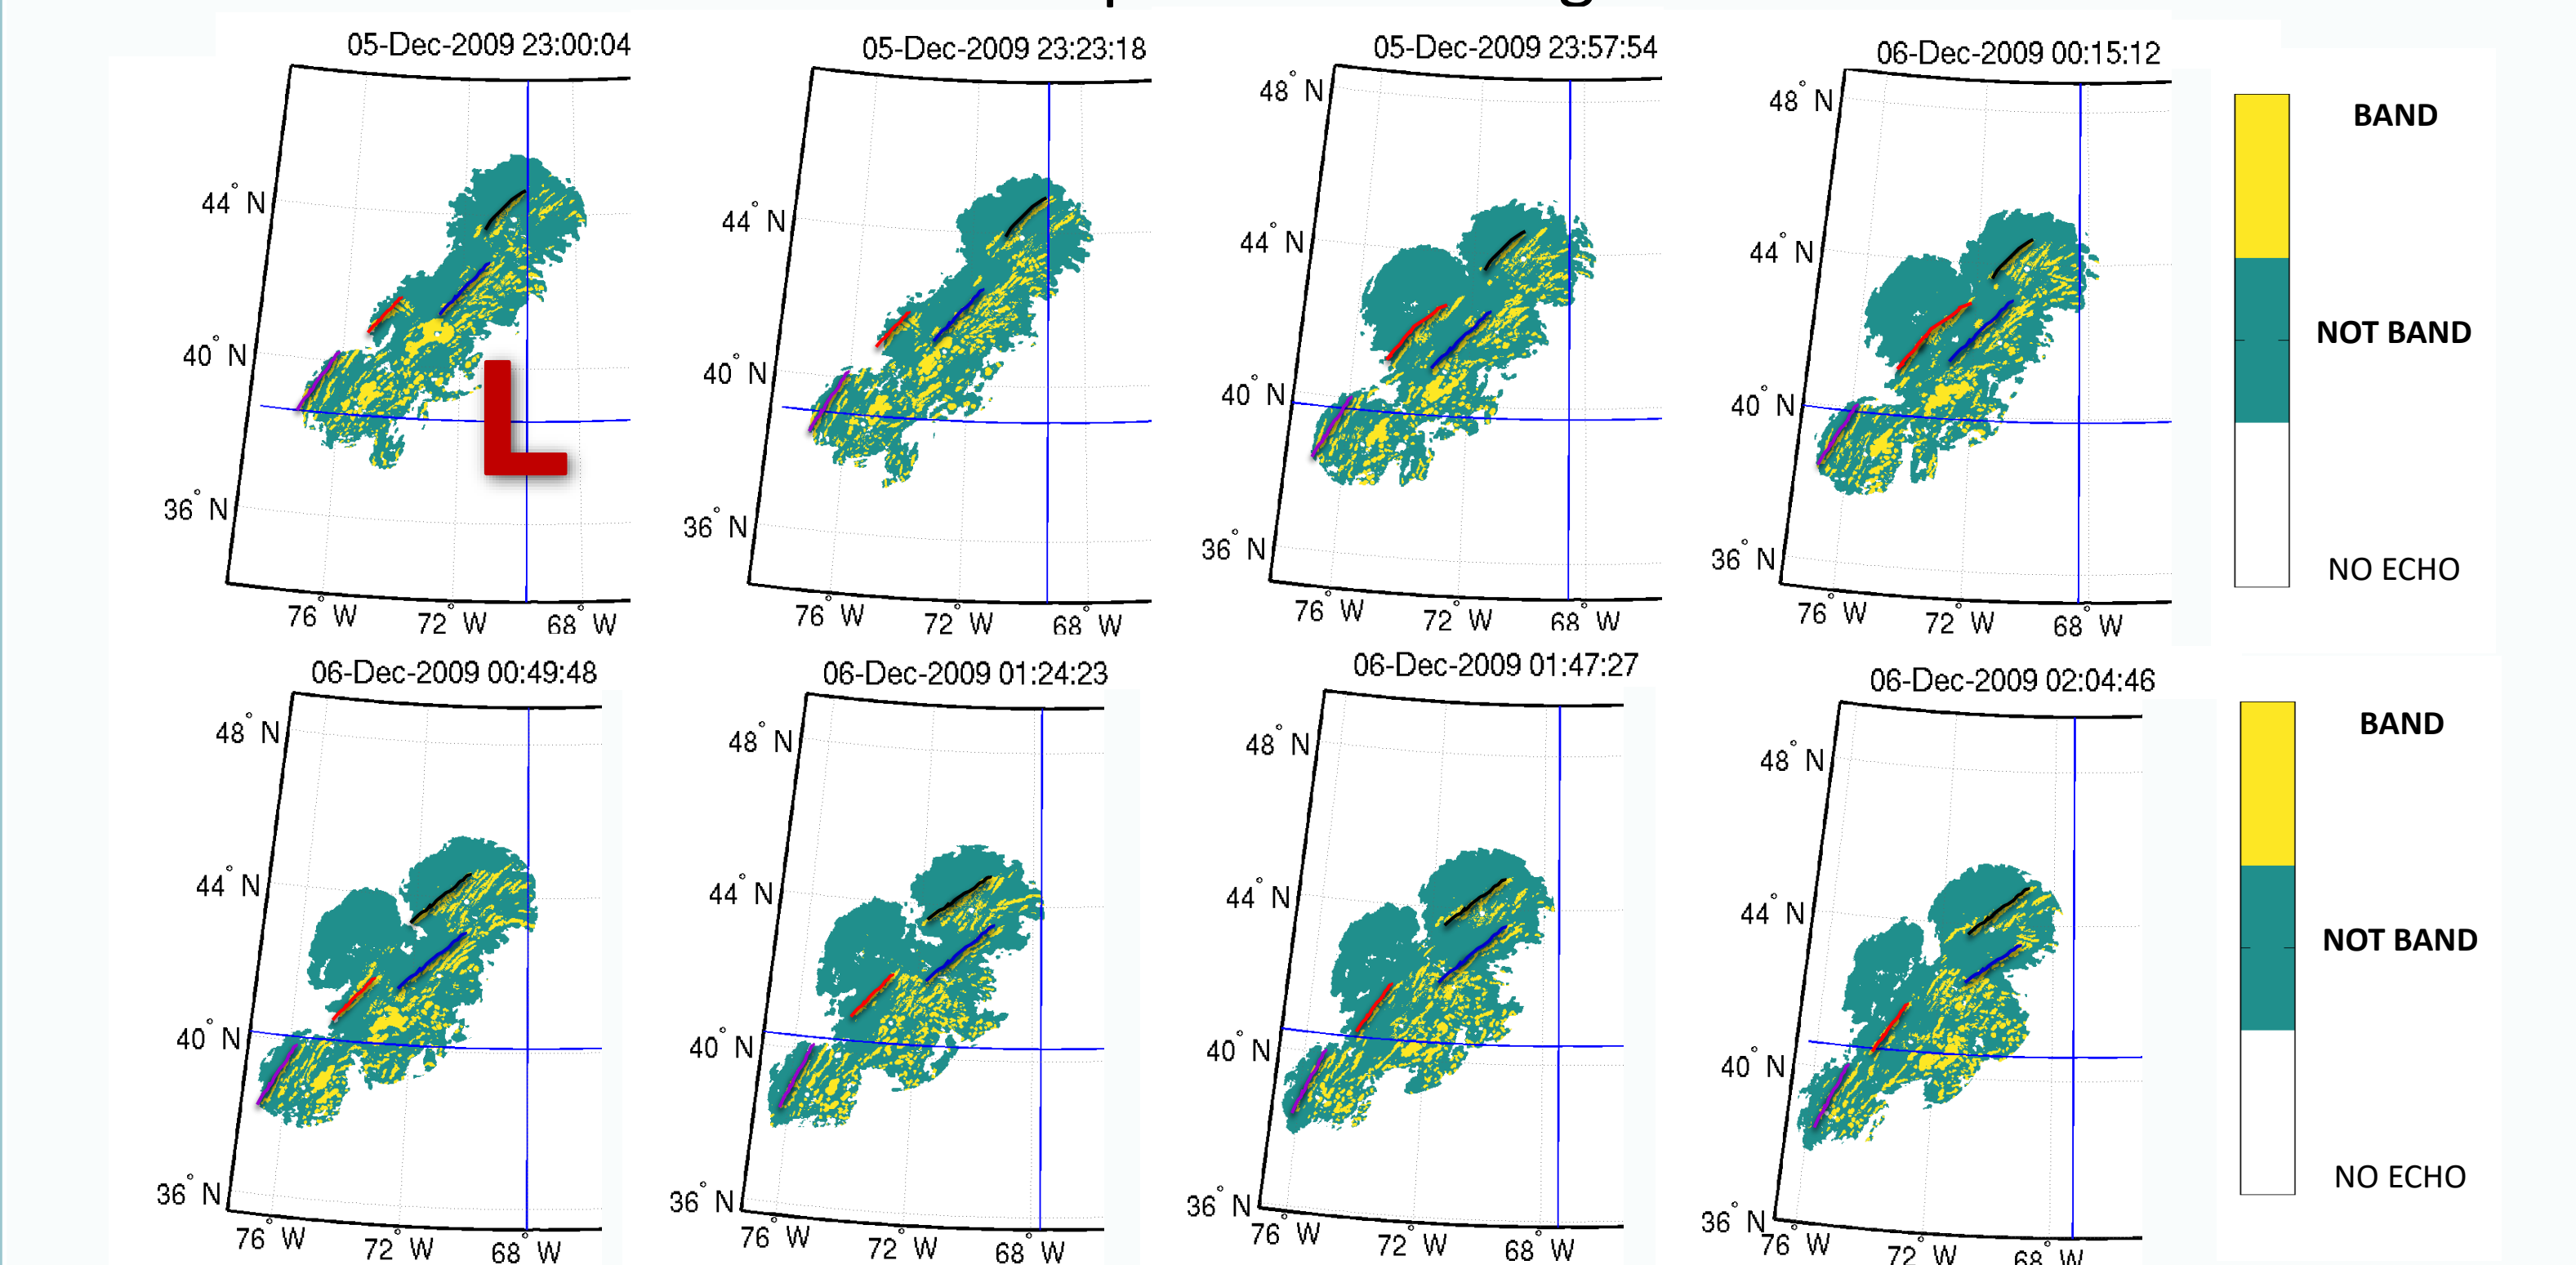 05-Dec-2009 23:00:04
44° N
40° N
36° N
76° W 72° W 68° W
L
05-Dec-2009 23:23:18
44° N
40° N
36° N
76° W 72° W 68° W
05-Dec-2009 23:57:54
48° N
44° N
40° N
36° N
76° W 72° W 68° W
06-Dec-2009 00:15:12
48° N
44° N
40° N
36° N
76° W 72° W 68° W
BAND
NOT BAND
NO ECHO
06-Dec-2009 00:49:48
48° N
44° N
40° N
36° N
76° W 72° W 68° W
06-Dec-2009 01:24:23
48° N
44° N
40° N
36° N
76° W 72° W 68° W
06-Dec-2009 01:47:27
48° N
44° N
40° N
36° N
76° W 72° W 68° W
06-Dec-2009 02:04:46
48° N
44° N
40° N
36° N
76° W 72° W 68° W
BAND
NOT BAND
NO ECHO